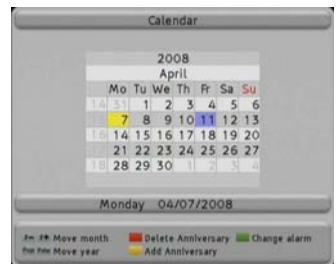 Calendar
2008
April
Mo Tu We Th Fr Sa Su
14 31 1 2 3 4 5 6
7 8 9 10 11 12 13
16 14 15 16 17 18 19 20
21 22 23 24 25 26 27
18 28 29 30 1 2 3 4
Monday 04/07/2008
Move month Delete Anniversary Change alarm
Move year Add Anniversary